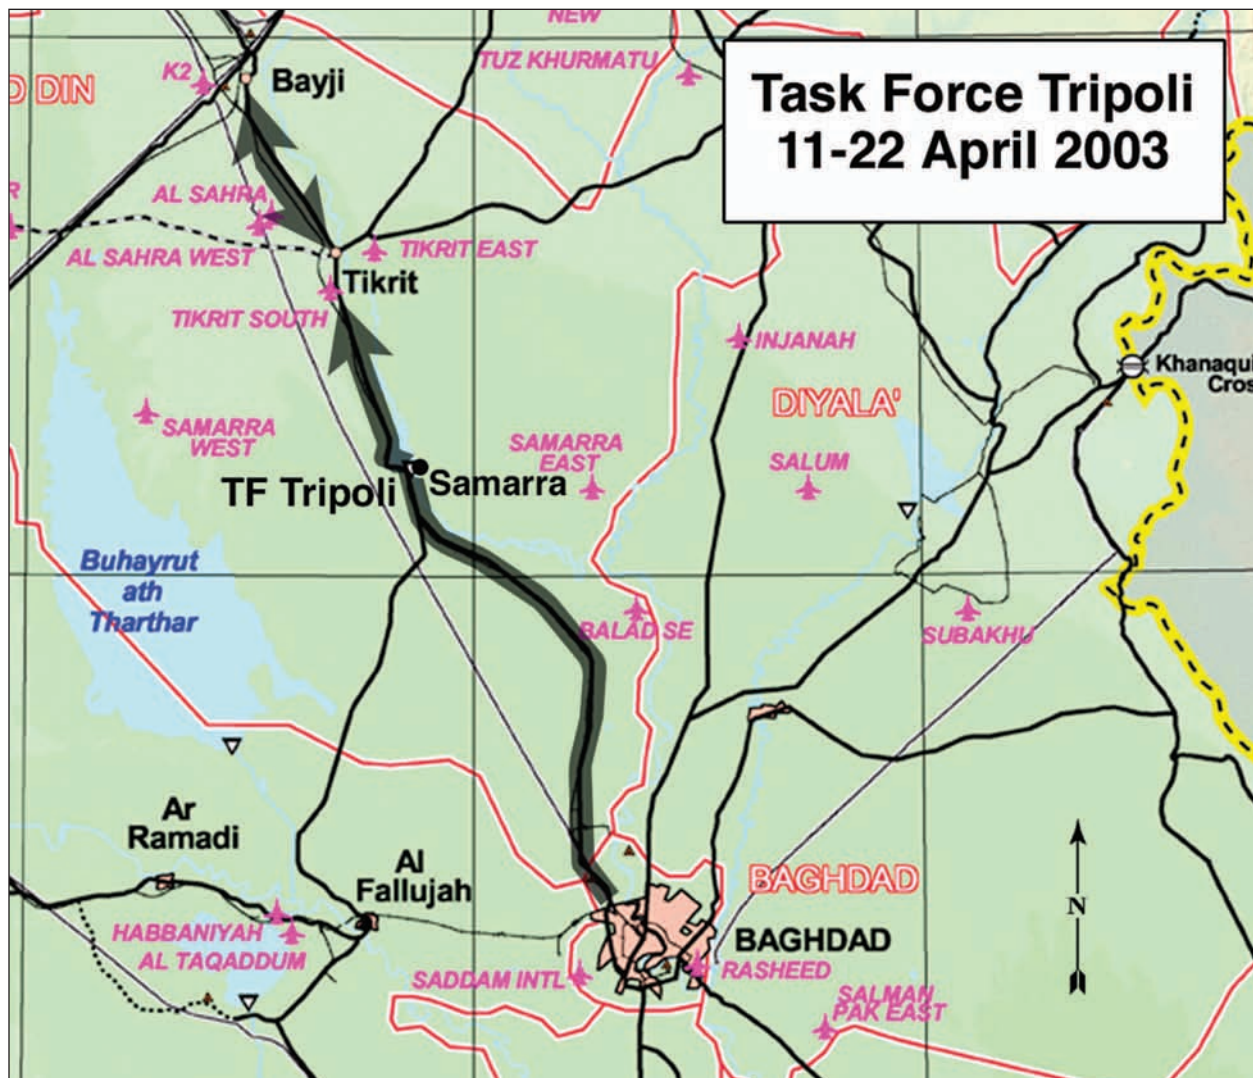 NEW
TUZ KHURMATU
Task Force Tripoli
11-22 April 2003
K2
Bayji
D DIN
R
AL SAHRA
AL SAHRA WEST
TIKRIT EAST
Tikrit
TIKRIT SOUTH
INJANAH
Khanaqui
Cros
DIYALA'
SAMARRA
WEST
SAMARRA
EAST
SALUM
TF Tripoli
Samarra
Buhayrut
ath
Tharthar
BALAD SE
SUBAKHU
Ar
Ramadi
Al
Fallujah
BAGHDAD
N
HABBANIYAH
AL TAQADDUM
BAGHDAD
SADDAM INTL
RASHEED
SALMAN
PAK EAST